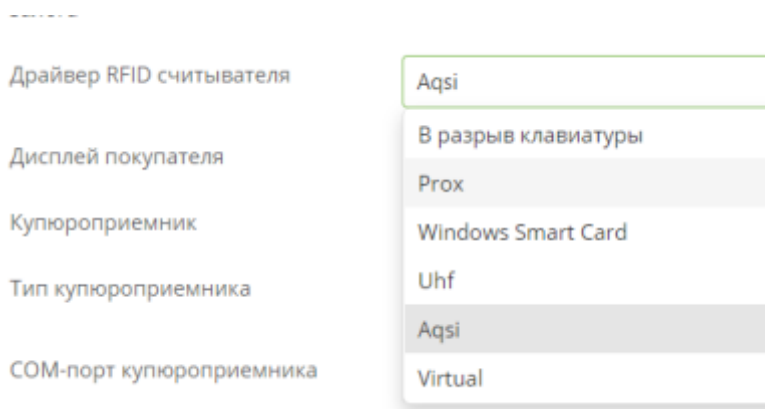 Драйвер RFID считывателя
Aqsi
В разрыв клавиатуры
Дисплей покупателя
Prox
Купюроприемник
Windows Smart Card
Uhf
Тип купюроприемника
Aqsi
COM-порт купюроприемника
Virtual